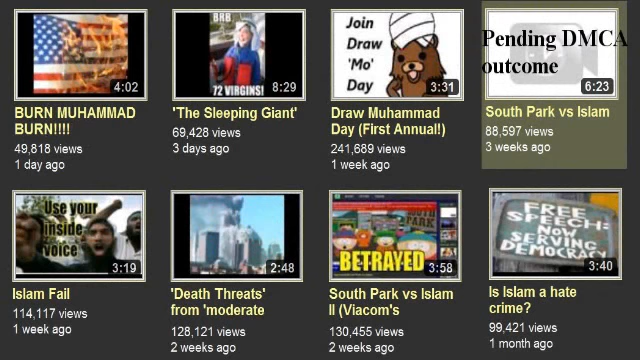 4:02
BRB
72 VIRGINS!
8:29
Join
Draw
'Mo'
Day
3:31
Pending DMCA
outcome
6:23
BURN MUHAMMAD
BURN!!!!
49,818 views
1 day ago
'The Sleeping Giant'
69,428 views
3 days ago
Draw Muhammad
Day (First Annual!)
241,689 views
1 week ago
South Park vs Islam
88,597 views
3 weeks ago
Use your
inside
voice
3:19
2:48
SOUTH
PARK
BETRAYED
3:58
FREE
SPEECH:
NOW
SERVING
DEMOCRACY
3:40
Islam Fail
114,117 views
1 week ago
'Death Threats'
from 'moderate
128,121 views
2 weeks ago
South Park vs Islam
II (Viacom's
130,455 views
2 weeks ago
Is Islam a hate
crime?
99,421 views
1 month ago